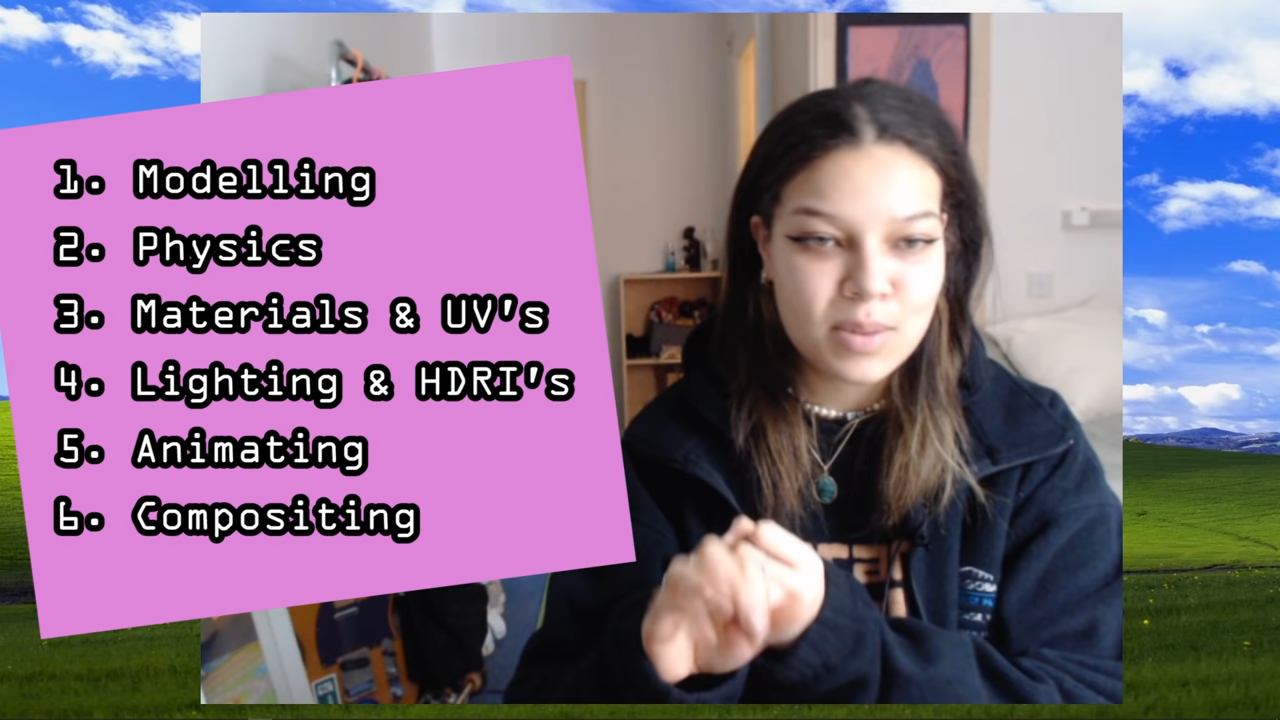 1. Modelling
2. Physics
3. Materials & UV's
4. Lighting & HDRI's
5. Animating
6. Compositing